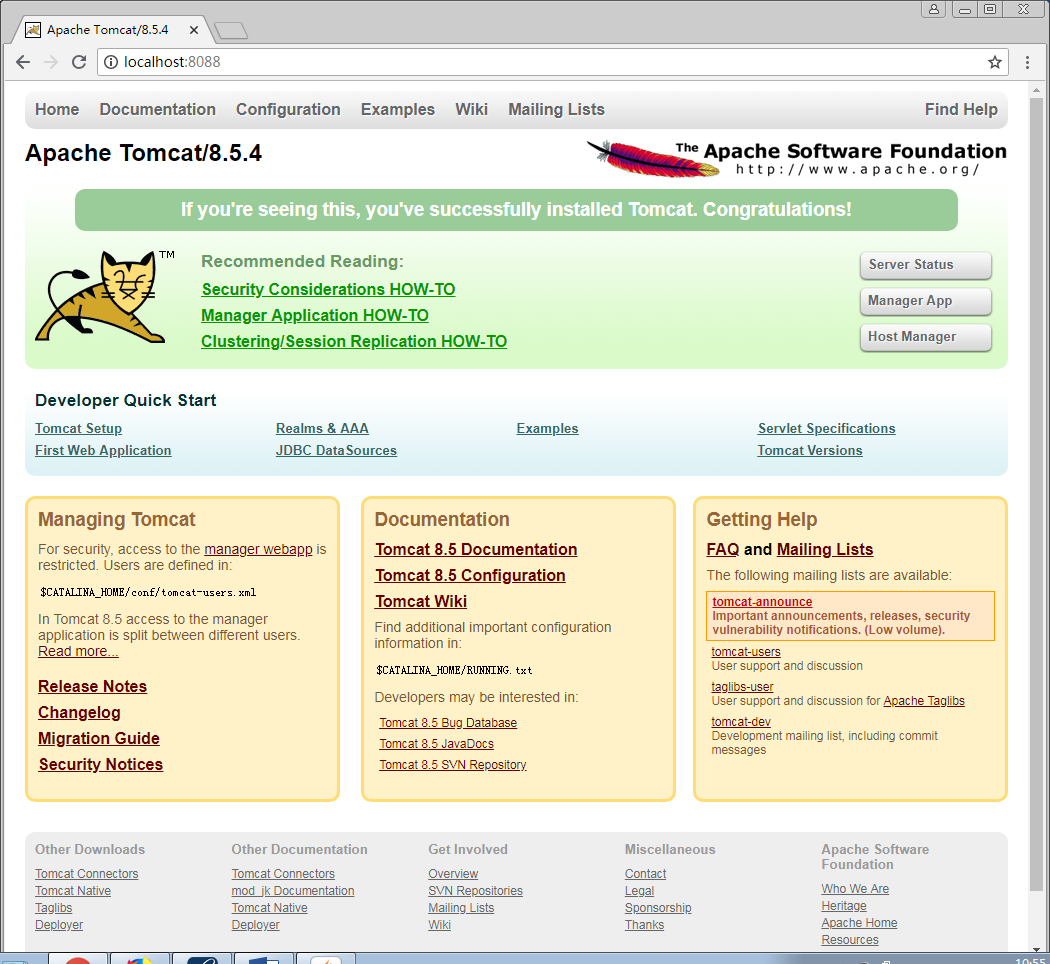 Apache Tomcat/8.5.4
localhost:8088
Home Documentation Configuration Examples Wiki Mailing Lists Find Help
Apache Tomcat/8.5.4
The Apache Software Foundation
http://www.apache.org/
If you're seeing this, you've successfully installed Tomcat. Congratulations!
TM
Recommended Reading:
Security Considerations HOW-TO
Manager Application HOW-TO
Clustering/Session Replication HOW-TO
Server Status
Manager App
Host Manager
Developer Quick Start
Tomcat Setup
First Web Application
Realms & AAA
JDBC DataSources
Examples
Servlet Specifications
Tomcat Versions
Managing Tomcat
For security, access to the manager webapp is
restricted. Users are defined in:
$CATALINA_HOME/conf/tomcat-users.xml
In Tomcat 8.5 access to the manager
application is split between different users.
Read more...
Release Notes
Changelog
Migration Guide
Security Notices
Documentation
Tomcat 8.5 Documentation
Tomcat 8.5 Configuration
Tomcat Wiki
Find additional important configuration
information in:
$CATALINA_HOME/RUNNING.txt
Developers may be interested in:
Tomcat 8.5 Bug Database
Tomcat 8.5 JavaDocs
Tomcat 8.5 SVN Repository
Getting Help
FAQ and Mailing Lists
The following mailing lists are available:
tomcat-announce
Important announcements, releases, security
vulnerability notifications. (Low volume).
tomcat-users
User support and discussion
taglibs-user
User support and discussion for Apache Taglibs
tomcat-dev
Development mailing list, including commit
messages
Other Downloads
Tomcat Connectors
Tomcat Native
Taglibs
Deployer
Other Documentation
Tomcat Connectors
mod_jk Documentation
Tomcat Native
Deployer
Get Involved
Overview
SVN Repositories
Mailing Lists
Wiki
Miscellaneous
Contact
Legal
Sponsorship
Thanks
Apache Software
Foundation
Who We Are
Heritage
Apache Home
Resources
10:55